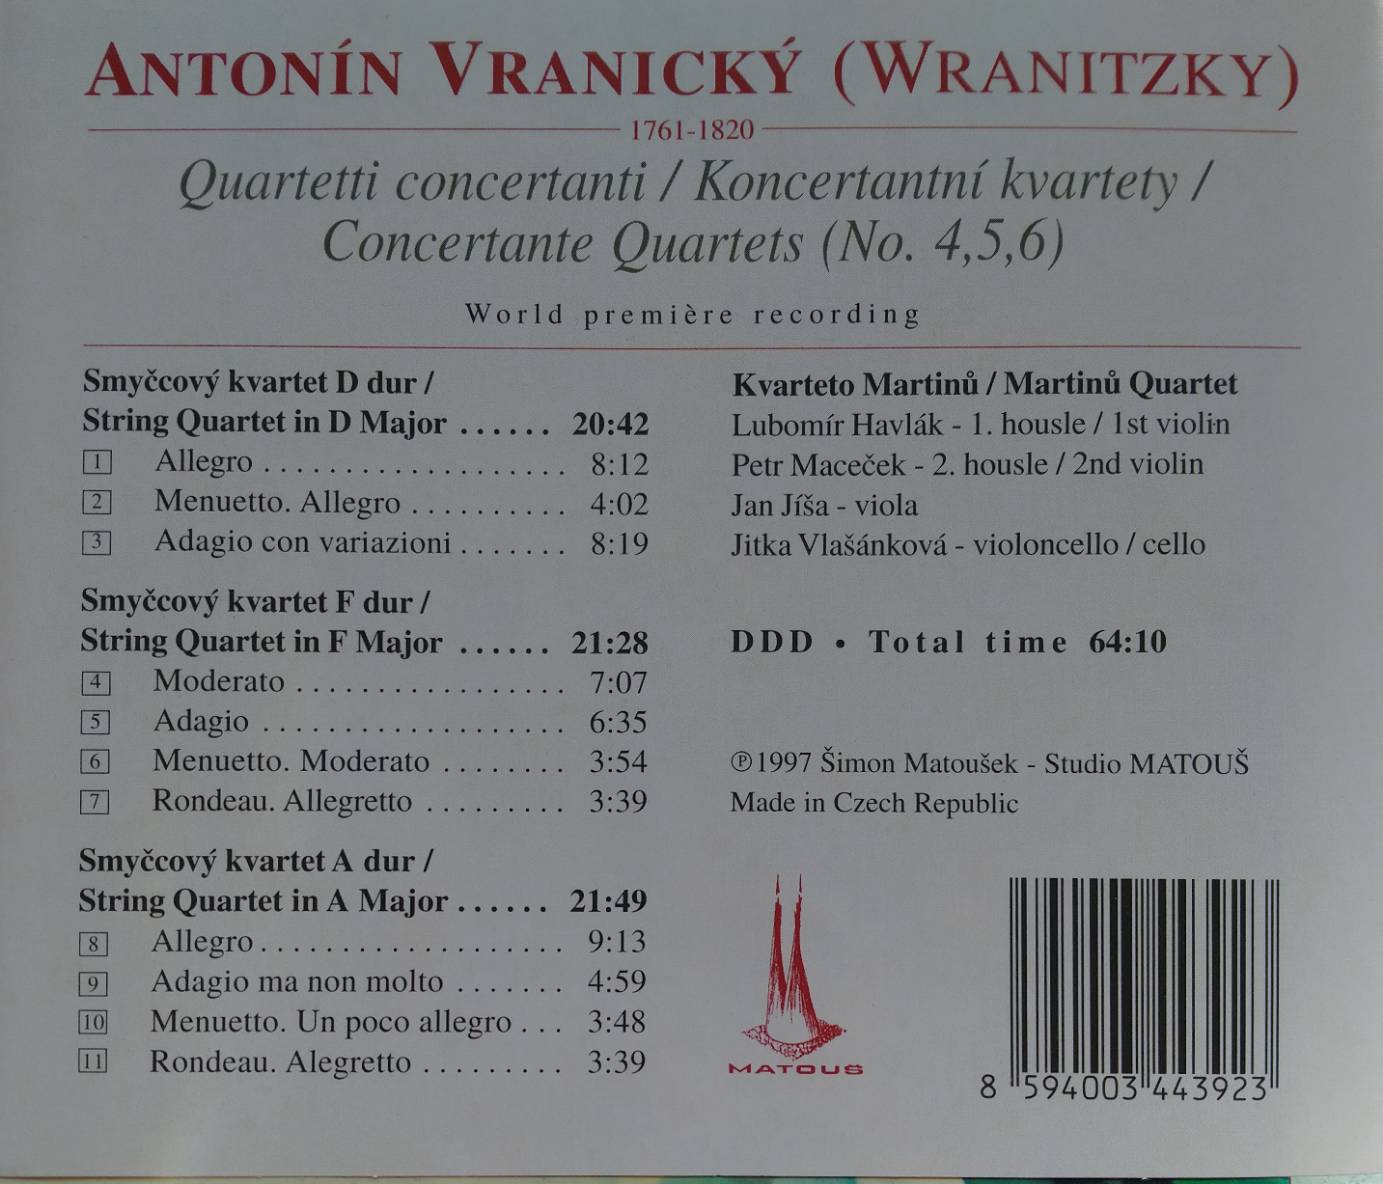 ANTONÍN VRANICKÝ (WRANITZKY)
1761-1820
Quartetti concertanti / Koncertantní kvartety /
Concertante Quartets (No. 4,5,6)
World première recording
Smyčcový kvartet D dur /
String Quartet in D Major ...... 20:42
1 Allegro ................... 8:12
2 Menuetto. Allegro .......... 4:02
3 Adagio con variazioni ....... 8:19
Smyčcový kvartet F dur /
String Quartet in F Major ...... 21:28
4 Moderato ................. 7:07
5 Adagio ................... 6:35
6 Menuetto. Moderato ........ 3:54
7 Rondeau. Allegretto ......... 3:39
Smyčcový kvartet A dur /
String Quartet in A Major ...... 21:49
8 Allegro ................... 9:13
9 Adagio ma non molto ....... 4:59
10 Menuetto. Un poco allegro ... 3:48
11 Rondeau. Alegretto ......... 3:39
Kvarteto Martinů / Martinů Quartet
Lubomír Havlák - 1. housle / 1st violin
Petr Maceček - 2. housle / 2nd violin
Jan Jíša - viola
Jitka Vlašánková - violoncello / cello
DDD • Total time 64:10
℗1997 Šimon Matoušek - Studio MATOUŠ
Made in Czech Republic
MATOUS
8 594003 443923